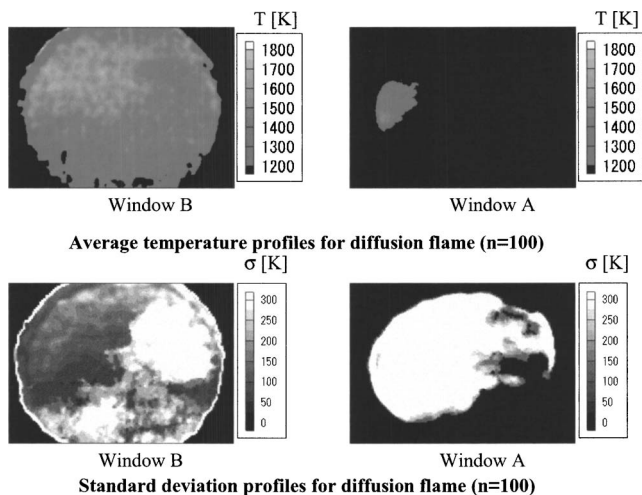 T [K]
1800
1700
1600
1500
1400
1300
1200
Window B
T [K]
1800
1700
1600
1500
1400
1300
1200
Window A
Average temperature profiles for diffusion flame (n=100)
σ [K]
300
250
200
150
100
50
0
Window B
σ [K]
300
250
200
150
100
50
0
Window A
Standard deviation profiles for diffusion flame (n=100)